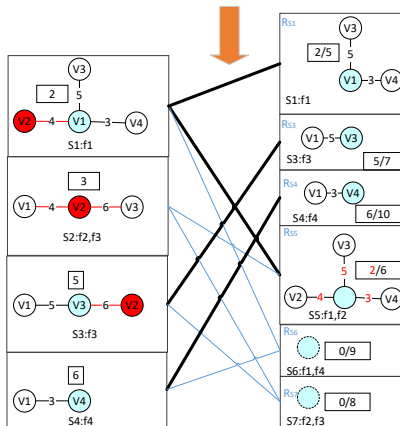 V3
2
5
V2
4
V1
3
V4
S1:f1
3
V1
4
V2
6
V3
S2:f2,f3
5
V1
5
V3
6
V2
S3:f3
6
V1
3
V4
S4:f4
RS1
V3
2/5
5
V1
3
V4
S1:f1
RS3
V1
5
V3
S3:f3
5/7
RS4
V1
3
V4
S4:f4
6/10
RS5
V3
5
2/6
V2
4
3
V4
S5:f1,f2
RS6
0/9
S6:f1,f4
0/8
S7:f2,f3